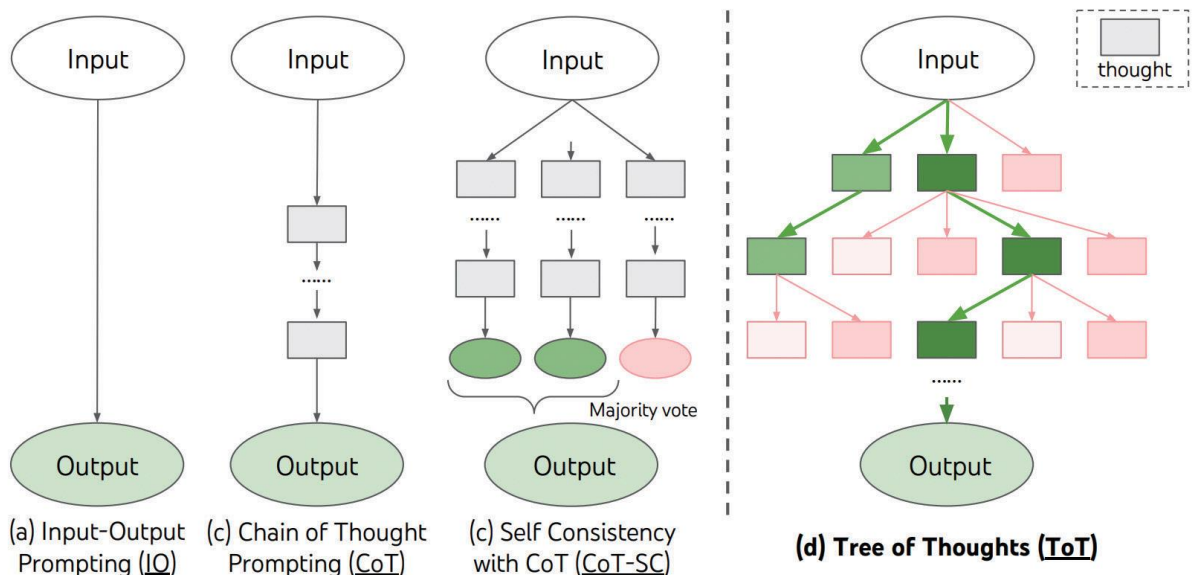 Input
Input
Input
Input
thought
......
......
......
......
......
Majority vote
Output
Output
Output
Output
(a) Input-Output
Prompting (IO)
(c) Chain of Thought
Prompting (CoT)
(c) Self Consistency
with CoT (CoT-SC)
(d) Tree of Thoughts (ToT)